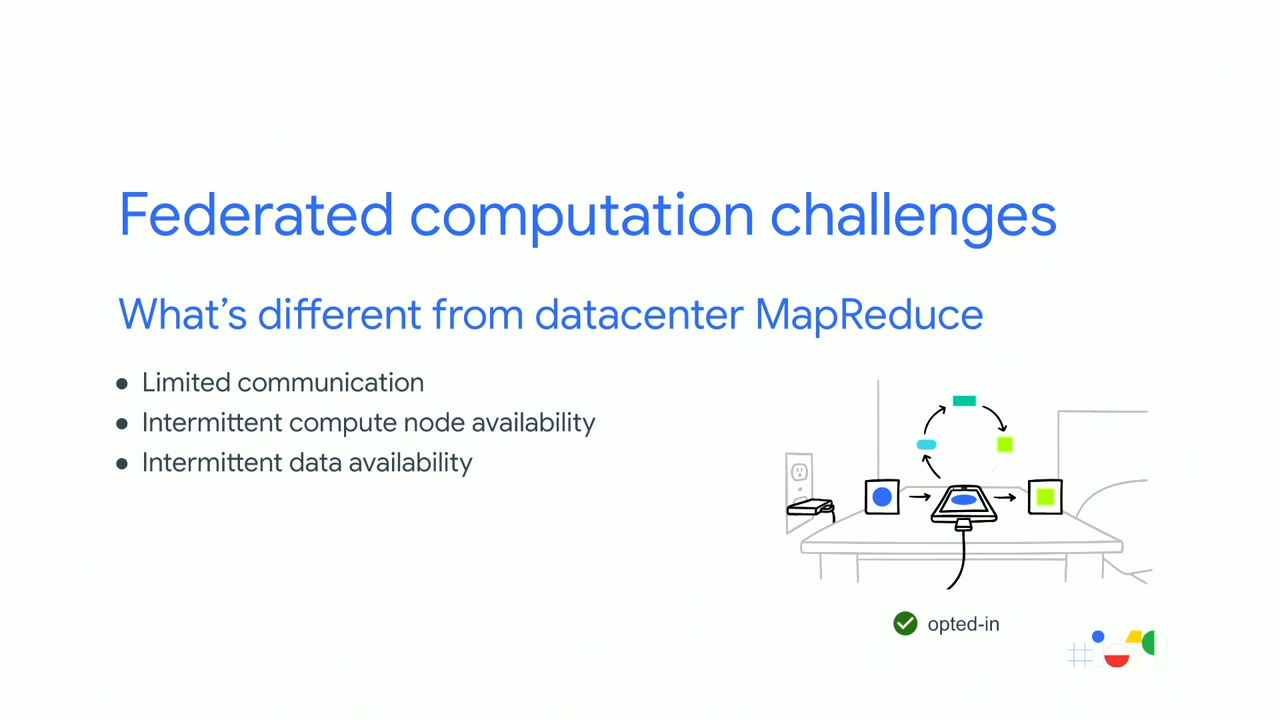 Federated computation challenges
What's different from datacenter MapReduce
● Limited communication
● Intermittent compute node availability
● Intermittent data availability
opted-in